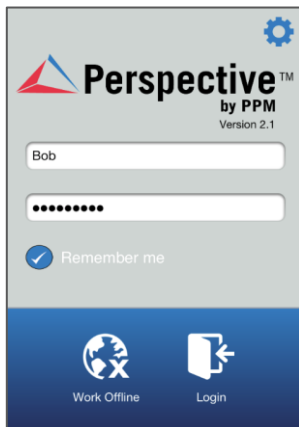 Perspective™
by PPM
Version 2.1
Bob
•••••••••
Remember me
Work Offline
Login